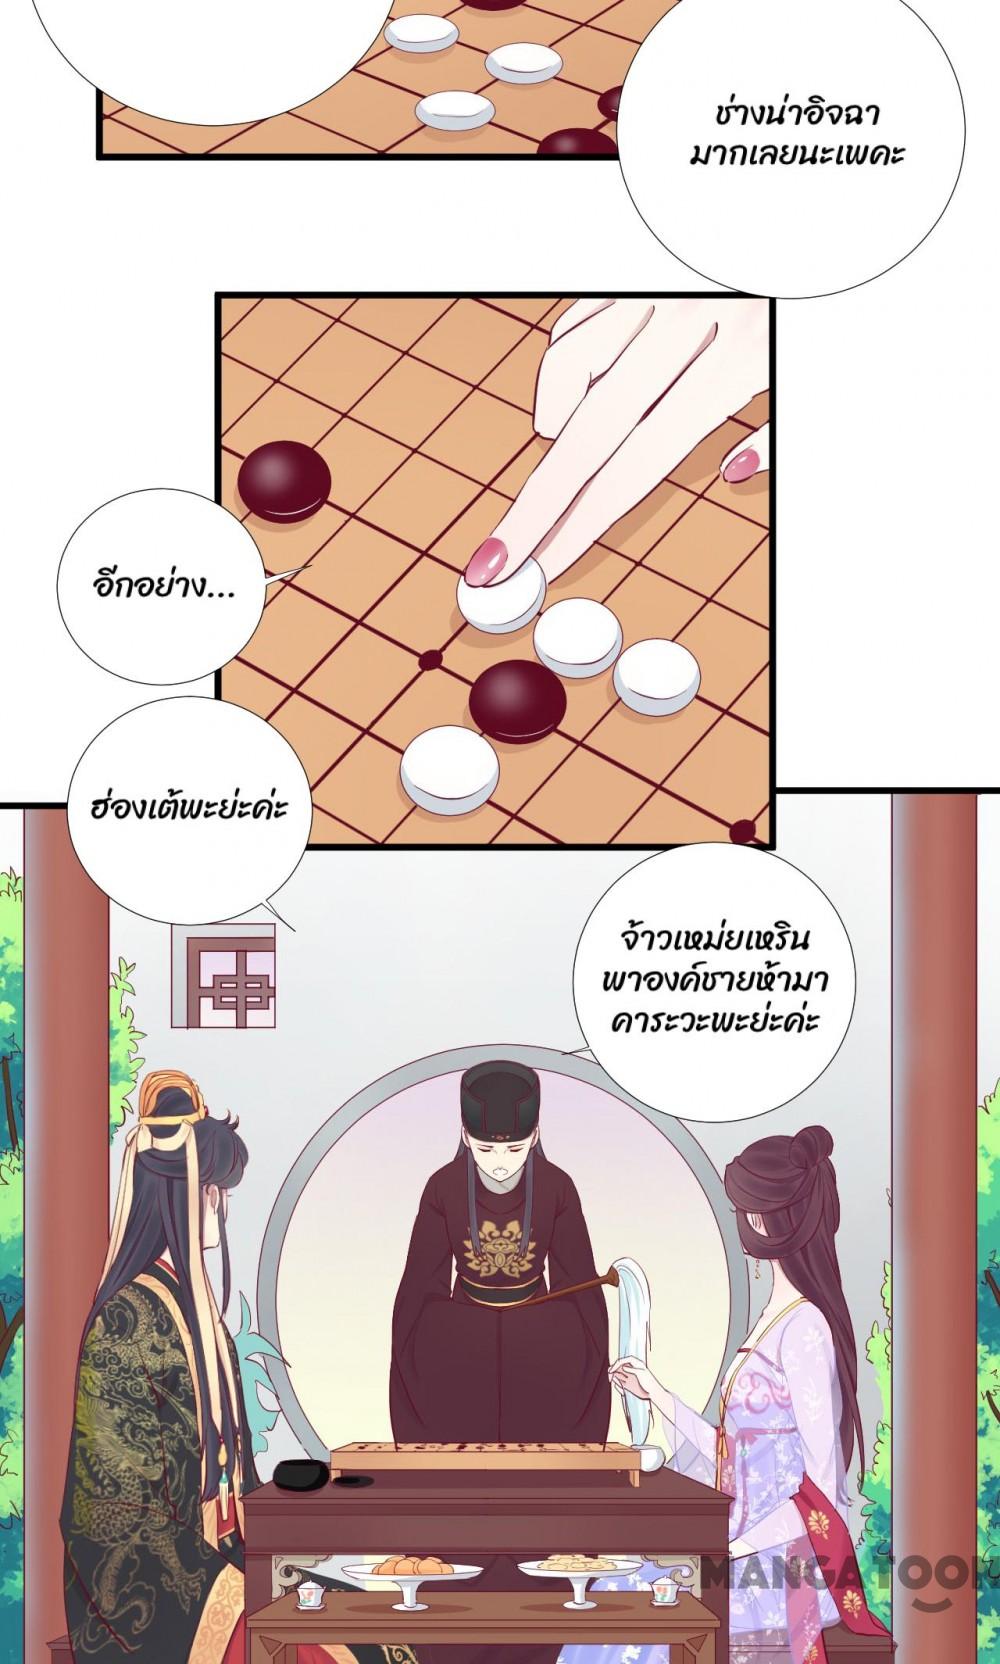 ช่างน่าอิจฉา
มากเลยนะเพคะ
อีกอย่าง...
ฮ่องเต้พะย่ะค่ะ
จ้าวเหม่ยเหริน
พาองค์ชายห้ามา
คาระวะพะย่ะค่ะ
MANGATOON